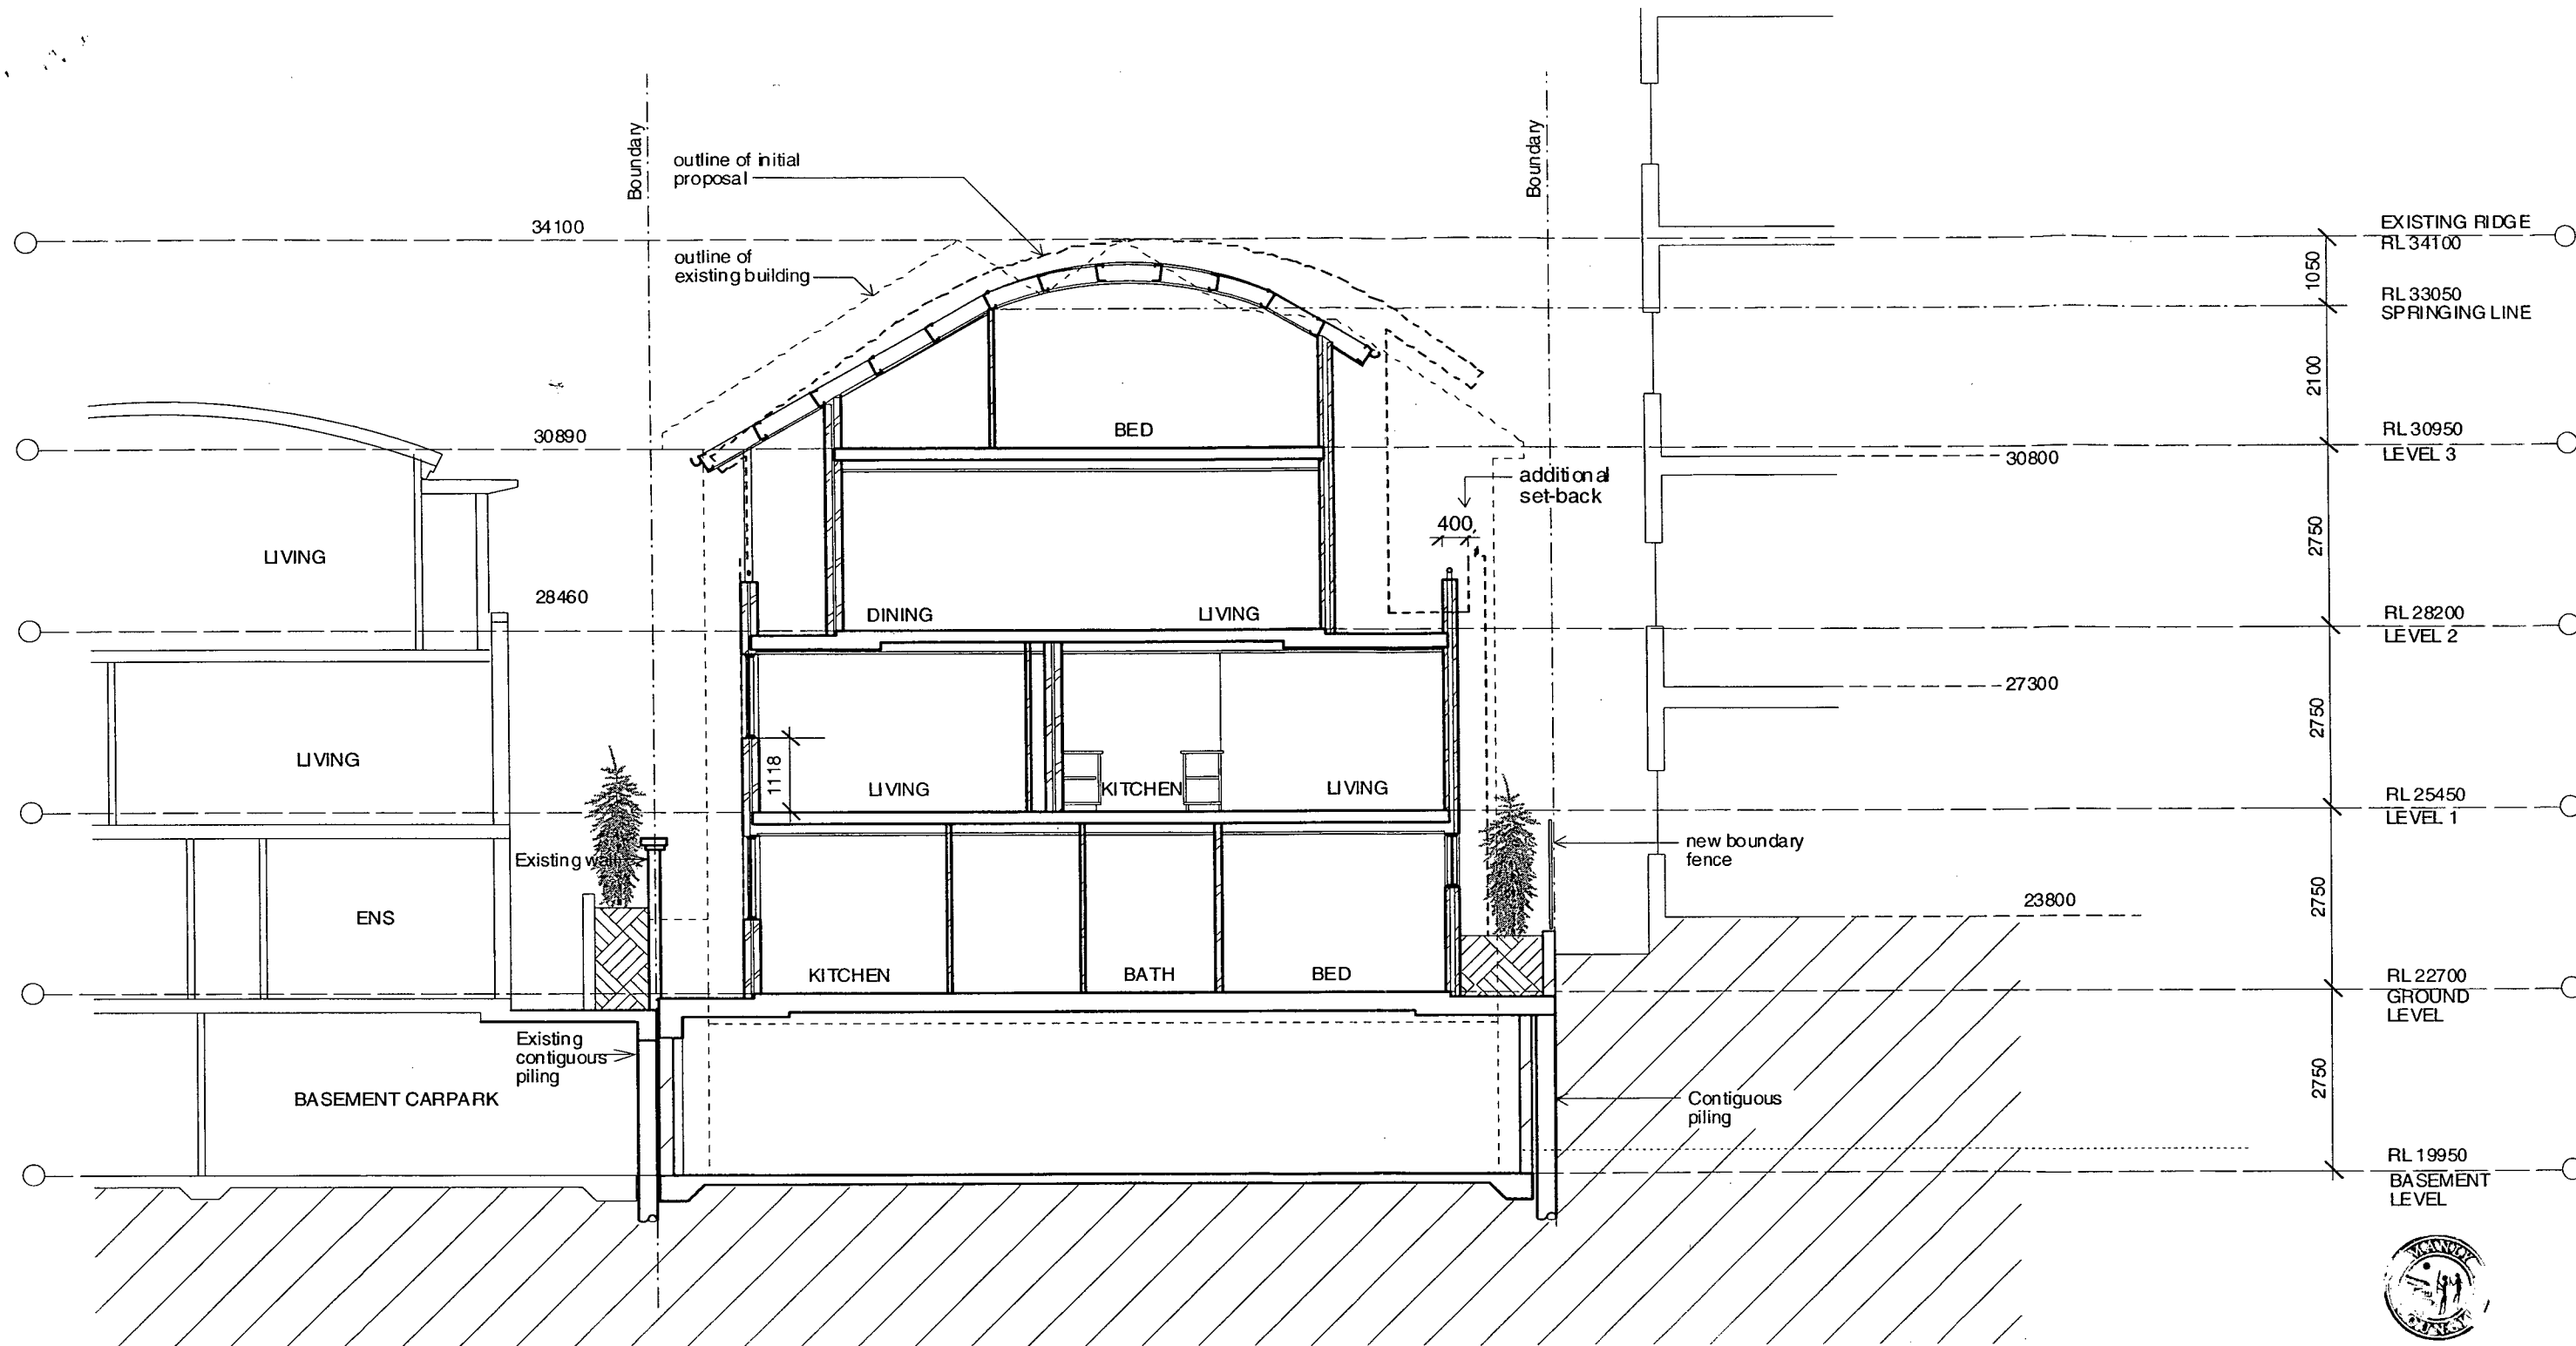 Boundary
Boundary
outline of initial
proposal
34100
outline of
existing building
EXISTING RIDGE
RL 34100
1050
RL 33050
SPRINGING LINE
2100
30890
BED
RL 30950
LEVEL 3
30800
additional
set-back
400
2750
LIVING
28460
DINING
LIVING
RL 28200
LEVEL 2
27300
2750
LIVING
1118
LIVING
KITCHEN
LIVING
RL 25450
LEVEL 1
new boundary
fence
Existing wall
2750
ENS
23800
KITCHEN
BATH
BED
RL 22700
GROUND
LEVEL
Existing
contiguous
piling
2750
BASEMENT CARPARK
Contiguous
piling
RL 19950
BASEMENT
LEVEL
MANLY